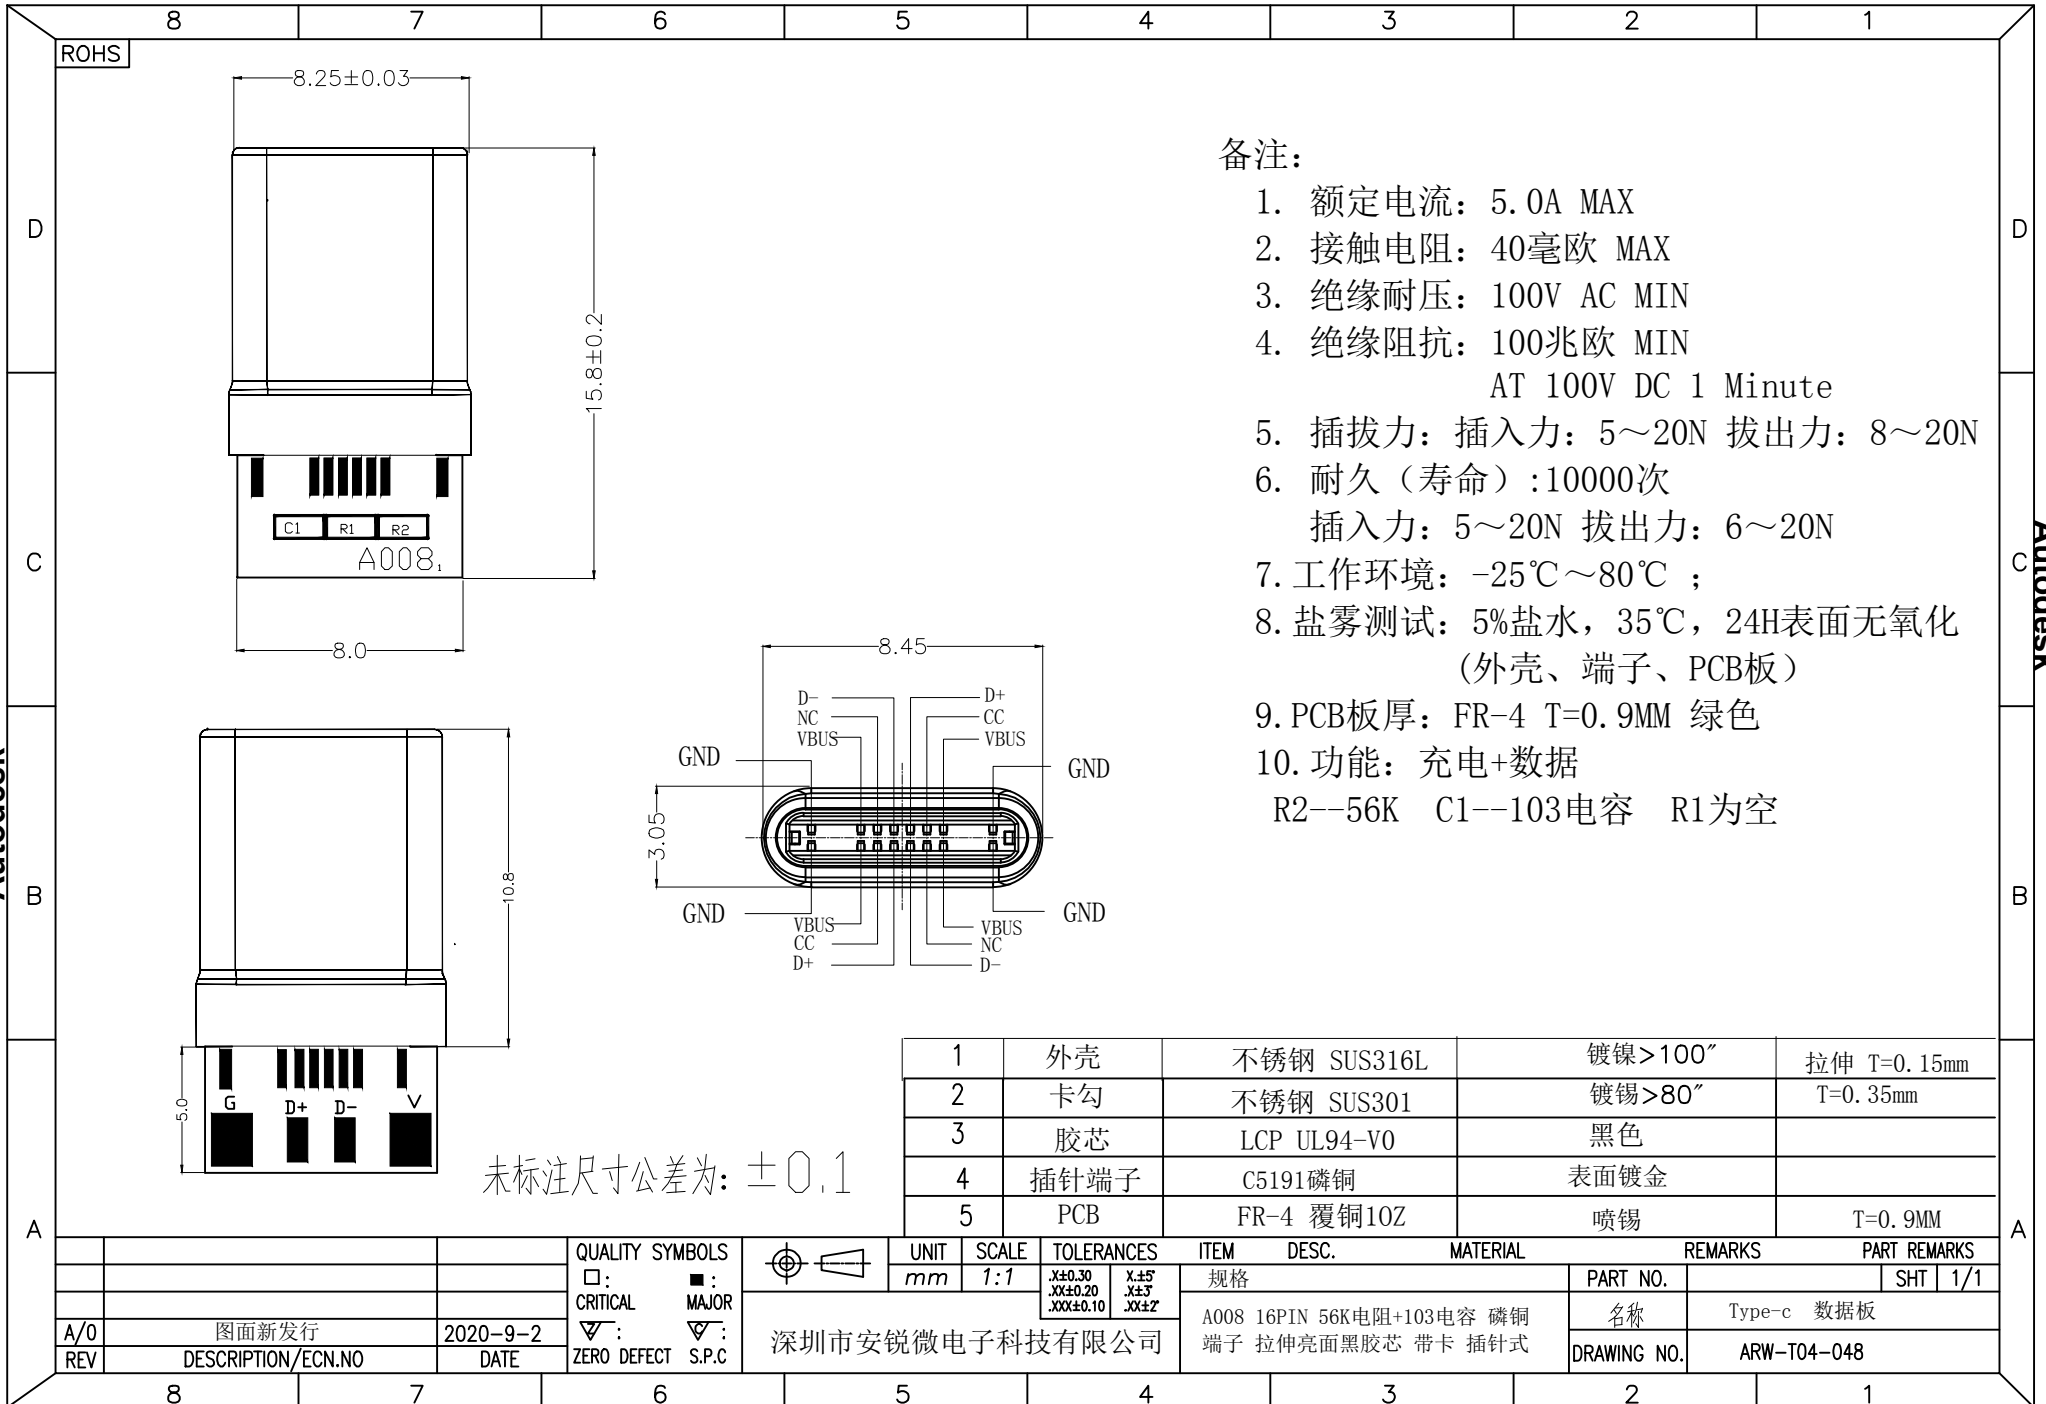 8 7 6 5 4 3 2 1
ROHS
8.25±0.03
15.8±0.2
C1 R1 R2
A008 1
8.0
D
C
B
A
D
C
B
A
Autodesk
Autodesk
备注：
1. 额定电流：5.0A MAX
2. 接触电阻：40毫欧 MAX
3. 绝缘耐压：100V AC MIN
4. 绝缘阻抗：100兆欧 MIN
AT 100V DC 1 Minute
5. 插拔力：插入力：5～20N 拔出力：8～20N
6. 耐久（寿命）:10000次
插入力：5～20N 拔出力：6～20N
7.工作环境：-25℃～80℃ ；
8.盐雾测试：5%盐水，35℃，24H表面无氧化
(外壳、端子、PCB板）
9.PCB板厚：FR-4 T=0.9MM 绿色
10.功能：充电+数据
R2--56K C1--103电容 R1为空
8.45
D- D+
NC CC
VBUS VBUS
GND GND
3.05
GND GND
VBUS VBUS
CC NC
D+ D-
10.8
5.0
G D+ D- V
未标注尺寸公差为：±0.1
1 外壳 不锈钢 SUS316L 镀镍>100″ 拉伸 T=0.15mm
2 卡勾 不锈钢 SUS301 镀锡>80″ T=0.35mm
3 胶芯 LCP UL94-V0 黑色
4 插针端子 C5191磷铜 表面镀金
5 PCB FR-4 覆铜1OZ 喷锡 T=0.9MM
ITEM DESC. MATERIAL REMARKS PART REMARKS
QUALITY SYMBOLS
□: ■:
CRITICAL MAJOR
Z : C :
ZERO DEFECT S.P.C
UNIT SCALE TOLERANCES
mm 1:1
.X±0.30 X.±5°
.XX±0.20 .X±3°
.XXX±0.10 .XX±2°
深圳市安锐微电子科技有限公司
规格
A008 16PIN 56K电阻+103电容 磷铜
端子 拉伸亮面黑胶芯 带卡 插针式
PART NO. SHT 1/1
名称 Type-c 数据板
DRAWING NO. ARW-T04-048
A/0 图面新发行 2020-9-2
REV DESCRIPTION/ECN.NO DATE
8 7 6 5 4 3 2 1